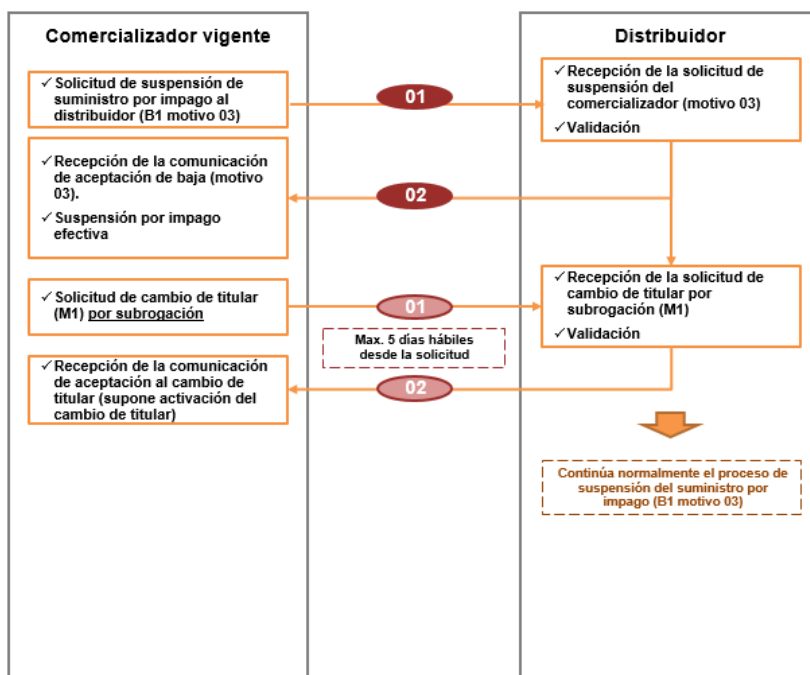 Comercializador vigente
Distribuidor
✓ Solicitud de suspensión de
suministro por impago al
distribuidor (B1 motivo 03)
01
✓ Recepción de la solicitud de
suspensión del
comercializador (motivo 03)
✓ Validación
✓ Recepción de la comunicación
de aceptación de baja (motivo
03).
✓ Suspensión por impago
efectiva
02
✓ Solicitud de cambio de titular
(M1) por subrogación
01
✓ Recepción de la solicitud de
cambio de titular por
subrogación (M1)
✓ Validación
Max. 5 días hábiles
desde la solicitud
✓ Recepción de la comunicación
de aceptación al cambio de
titular (supone activación del
cambio de titular)
02
Continúa normalmente el proceso de
suspensión del suministro por
impago (B1 motivo 03)